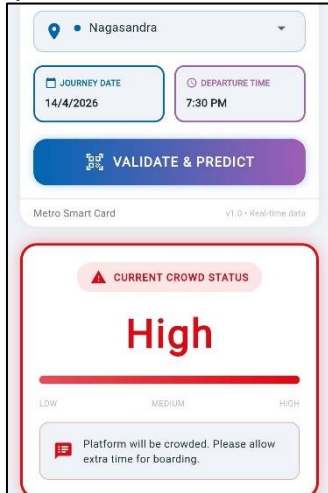 Nagasandra
JOURNEY DATE
14/4/2026
DEPARTURE TIME
7:30 PM
VALIDATE & PREDICT
Metro Smart Card
v1.0 • Real-time data
CURRENT CROWD STATUS
High
LOW MEDIUM HIGH
Platform will be crowded. Please allow
extra time for boarding.